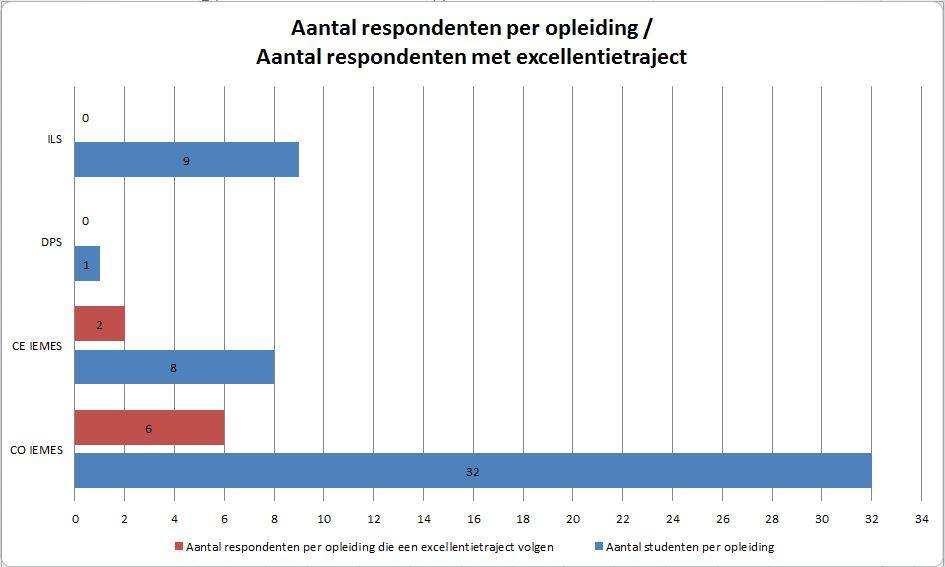 Aantal respondenten per opleiding /
Aantal respondenten met excellentietraject
ILS
0
9
DPS
0
1
CE IEMES
2
8
CO IEMES
6
32
0 2 4 6 8 10 12 14 16 18 20 22 24 26 28 30 32 34
Aantal respondenten per opleiding die een excellentietraject volgen Aantal studenten per opleiding